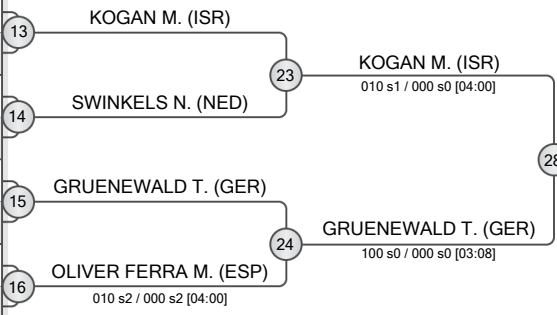 KOGAN M. (ISR)
13
23
KOGAN M. (ISR)
010 s1 / 000 s0 [04:00]
SWINKELS N. (NED)
14
28
GRUENEWALD T. (GER)
15
GRUENEWALD T. (GER)
24
100 s0 / 000 s0 [03:08]
OLIVER FERRA M. (ESP)
16
010 s2 / 000 s2 [04:00]